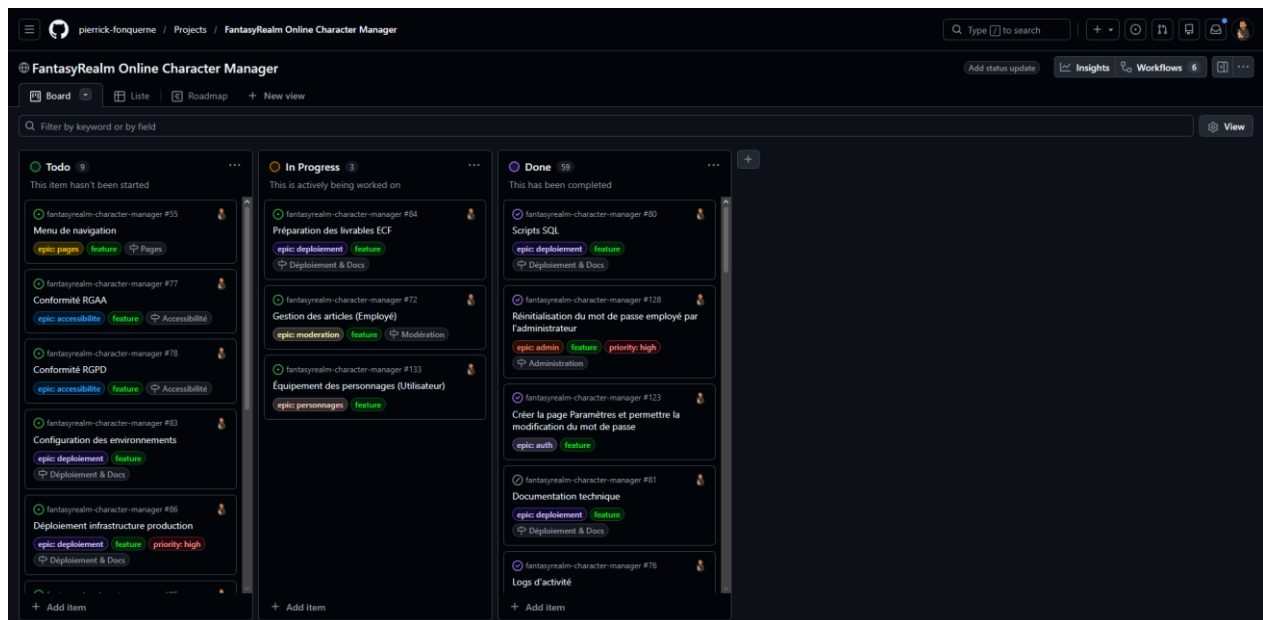 pierrick-fonquerne / Projects / FantasyRealm Online Character Manager
Type / to search
FantasyRealm Online Character Manager
Add status update
Insights
Workflows 6
Board
Liste
Roadmap
+ New view
Filter by keyword or by field
View
Todo 9
This item hasn't been started
fantasyrealm-character-manager #55
Menu de navigation
epic: pages feature Pages
fantasyrealm-character-manager #77
Conformité RGAA
epic: accessibilite feature Accessibilité
fantasyrealm-character-manager #78
Conformité RGPD
epic: accessibilite feature Accessibilité
fantasyrealm-character-manager #83
Configuration des environnements
epic: deploiement feature
Déploiement & Docs
fantasyrealm-character-manager #86
Déploiement infrastructure production
epic: deploiement feature priority: high
Déploiement & Docs
+ Add item
In Progress 3
This is actively being worked on
fantasyrealm-character-manager #84
Préparation des livrables ECF
epic: deploiement feature
Déploiement & Docs
fantasyrealm-character-manager #72
Gestion des articles (Employé)
epic: moderation feature Modération
fantasyrealm-character-manager #133
Équipement des personnages (Utilisateur)
epic: personnages feature
+ Add item
Done 59
This has been completed
fantasyrealm-character-manager #80
Scripts SQL
epic: deploiement feature
Déploiement & Docs
fantasyrealm-character-manager #128
Réinitialisation du mot de passe employé par
l'administrateur
epic: admin feature priority: high
Administration
fantasyrealm-character-manager #123
Créer la page Paramètres et permettre la
modification du mot de passe
epic: auth feature
fantasyrealm-character-manager #81
Documentation technique
epic: deploiement feature
Déploiement & Docs
fantasyrealm-character-manager #76
Logs d'activité
+ Add item